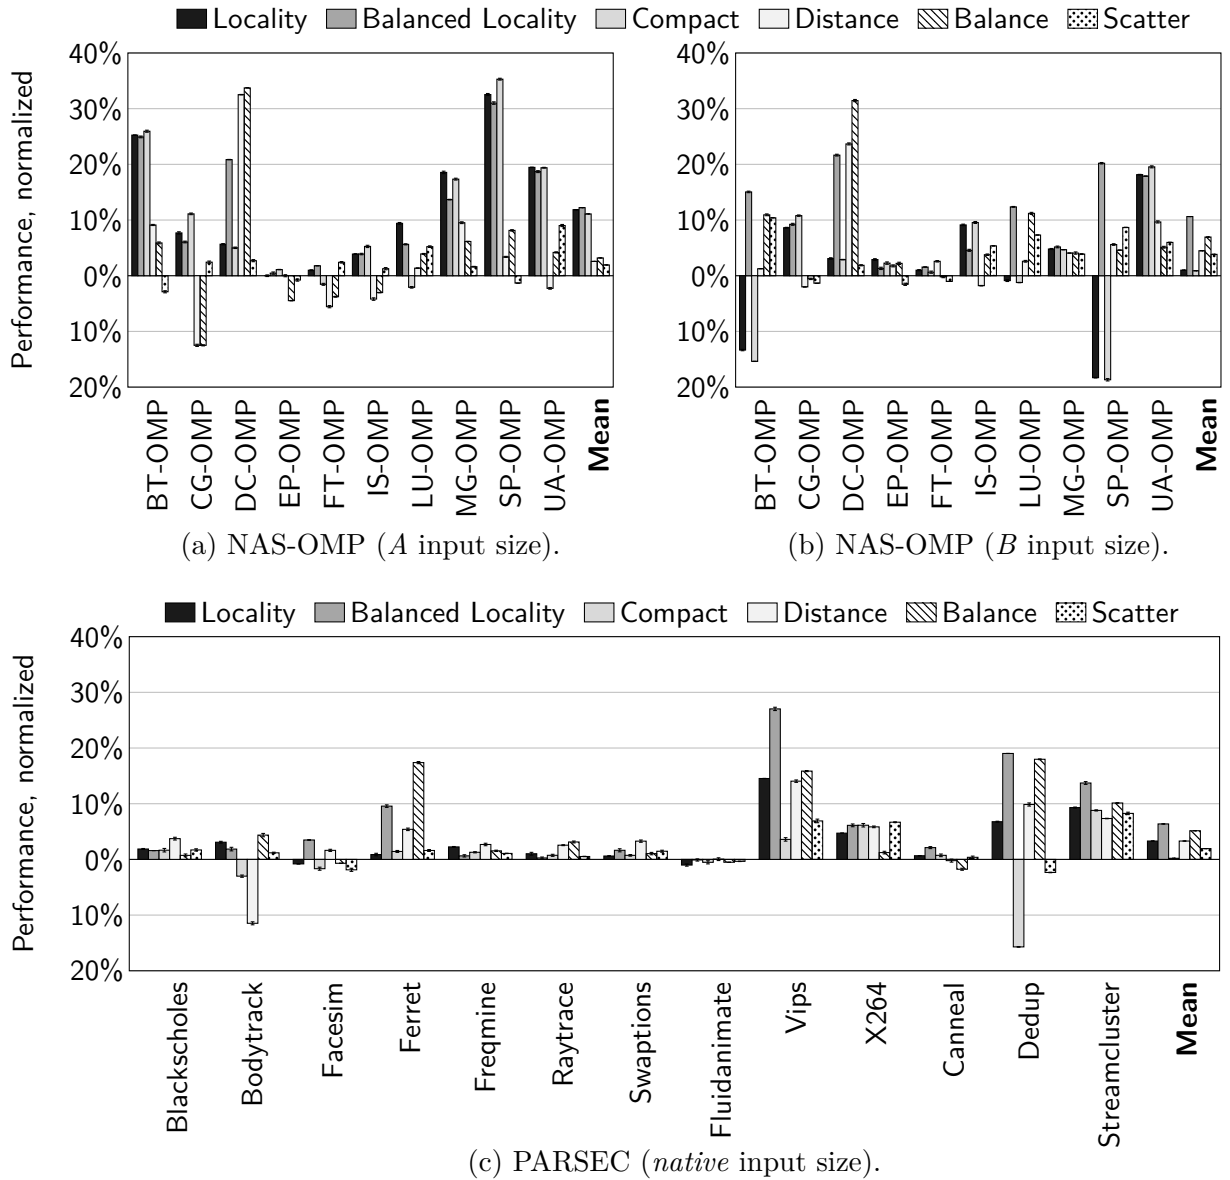 Locality Balanced Locality Compact Distance Balance Scatter
Performance, normalized
40%
30%
20%
10%
0%
10%
20%
BT-OMP
CG-OMP
DC-OMP
EP-OMP
FT-OMP
IS-OMP
LU-OMP
MG-OMP
SP-OMP
UA-OMP
Mean
(a) NAS-OMP (A input size).
40%
30%
20%
10%
0%
10%
20%
BT-OMP
CG-OMP
DC-OMP
EP-OMP
FT-OMP
IS-OMP
LU-OMP
MG-OMP
SP-OMP
UA-OMP
Mean
(b) NAS-OMP (B input size).
Locality Balanced Locality Compact Distance Balance Scatter
Performance, normalized
40%
30%
20%
10%
0%
10%
20%
Blackscholes
Bodytrack
Facesim
Ferret
Freqmine
Raytrace
Swaptions
Fluidanimate
Vips
X264
Canneal
Dedup
Streamcluster
Mean
(c) PARSEC (native input size).